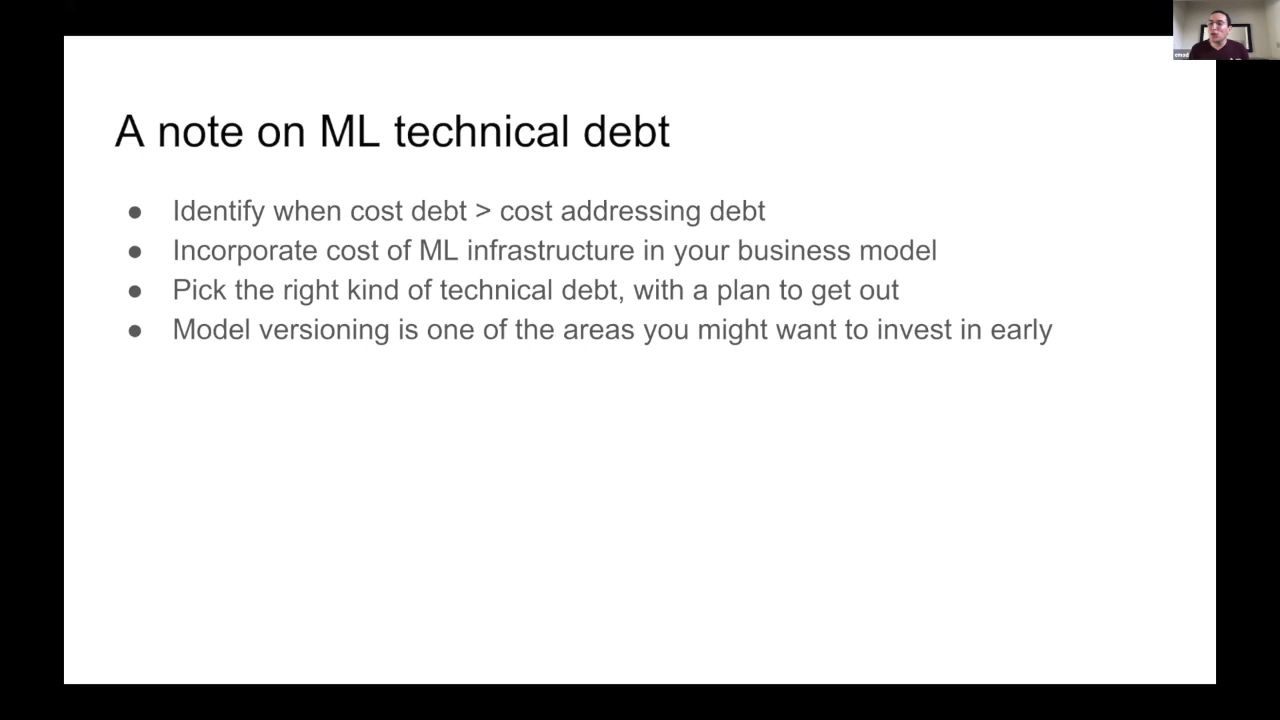 A note on ML technical debt
● Identify when cost debt > cost addressing debt
● Incorporate cost of ML infrastructure in your business model
● Pick the right kind of technical debt, with a plan to get out
● Model versioning is one of the areas you might want to invest in early